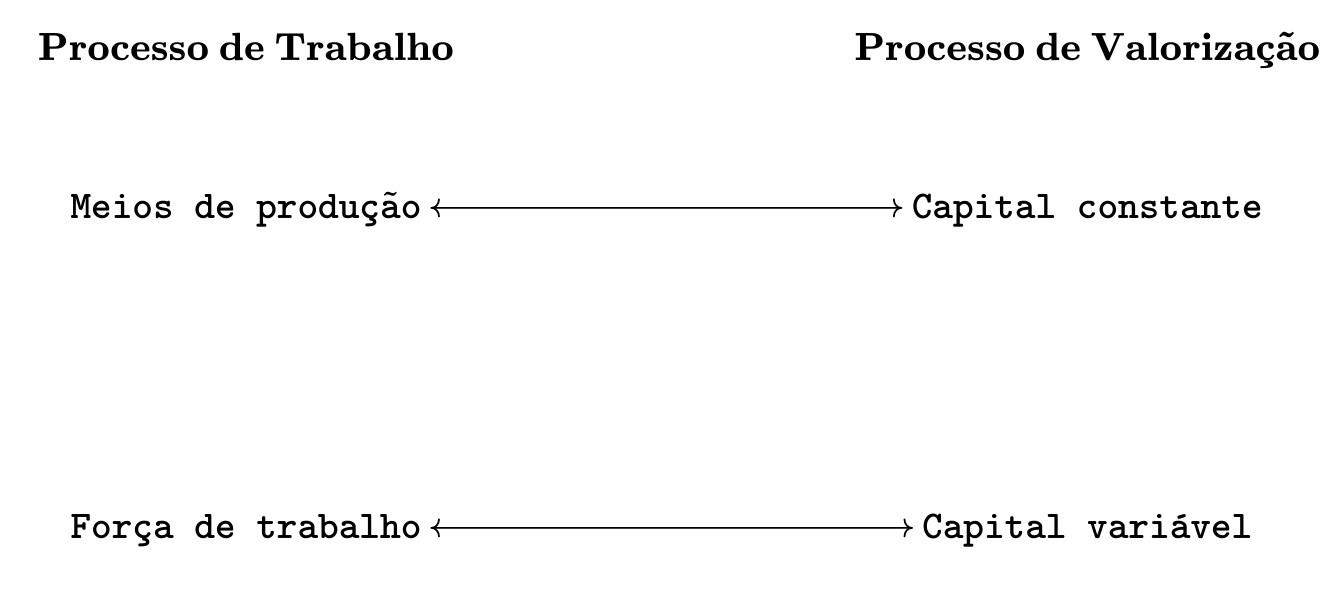 Processo de Trabalho Processo de Valorização
Meios de produção Capital constante
Força de trabalho Capital variável